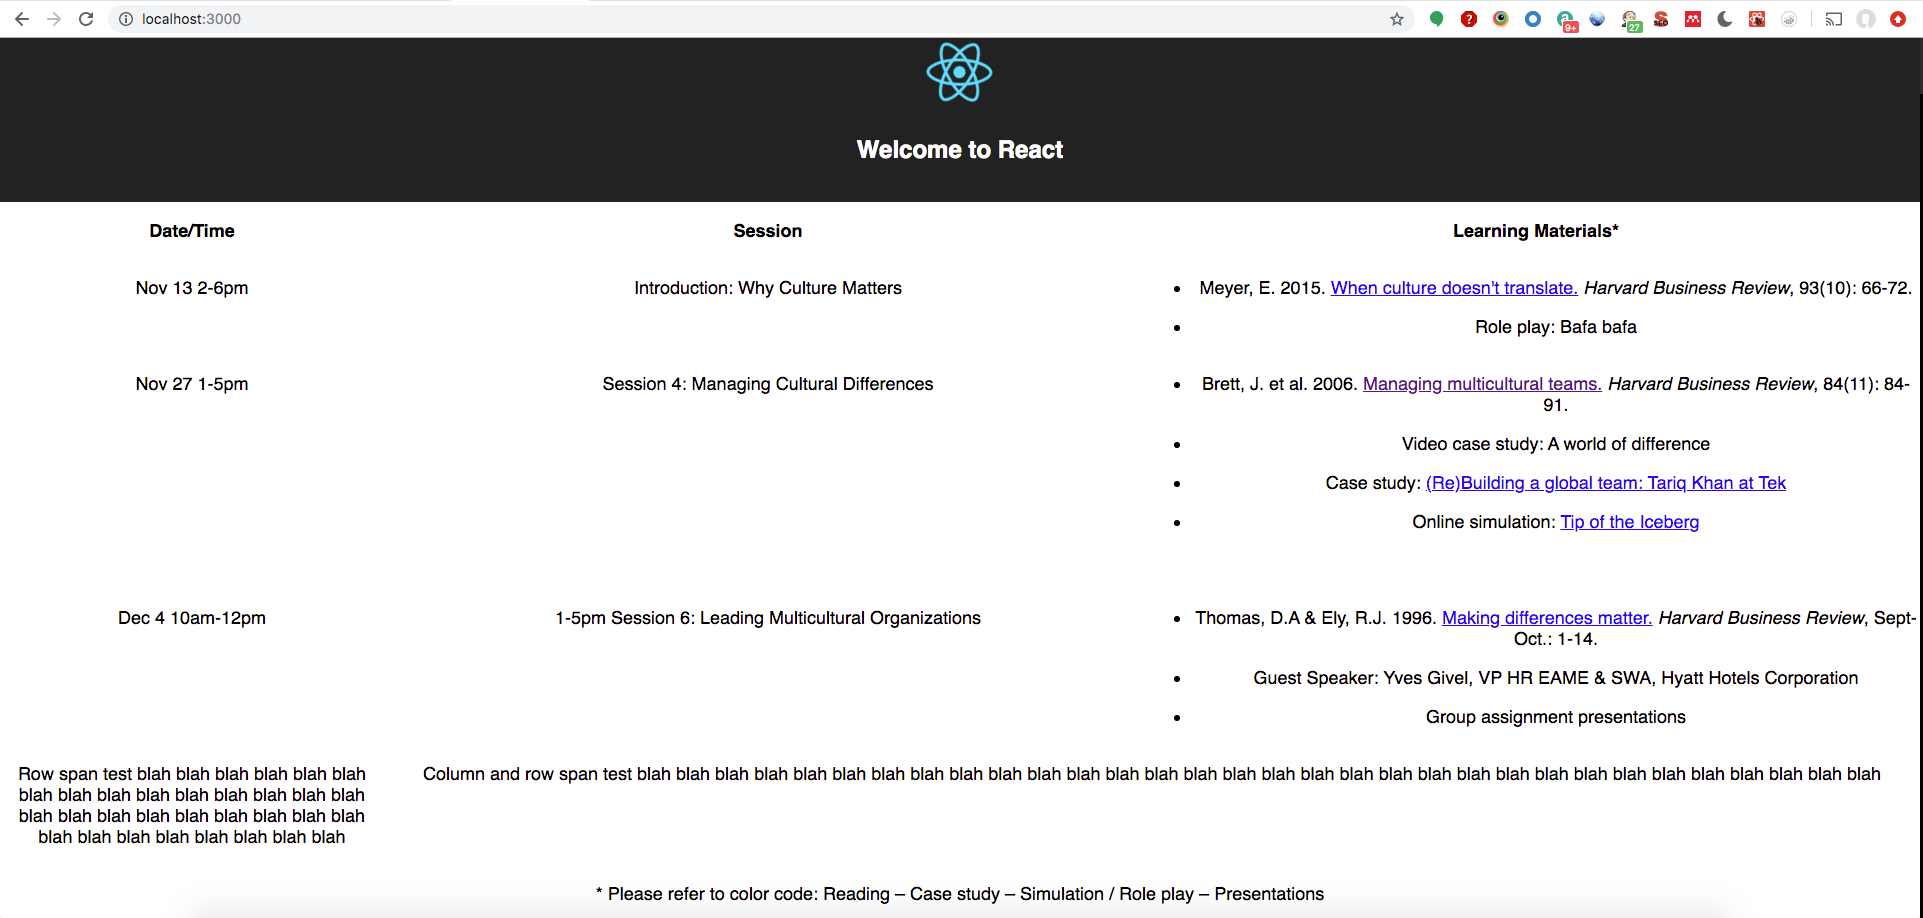 localhost:3000
9+
27
SEO
Welcome to React
Date/Time Session Learning Materials*
Nov 13 2-6pm Introduction: Why Culture Matters • Meyer, E. 2015. When culture doesn't translate. Harvard Business Review, 93(10): 66-72.
• Role play: Bafa bafa
Nov 27 1-5pm Session 4: Managing Cultural Differences • Brett, J. et al. 2006. Managing multicultural teams. Harvard Business Review, 84(11): 84-
91.
• Video case study: A world of difference
• Case study: (Re)Building a global team: Tariq Khan at Tek
• Online simulation: Tip of the Iceberg
Dec 4 10am-12pm 1-5pm Session 6: Leading Multicultural Organizations • Thomas, D.A & Ely, R.J. 1996. Making differences matter. Harvard Business Review, Sept-
Oct.: 1-14.
• Guest Speaker: Yves Givel, VP HR EAME & SWA, Hyatt Hotels Corporation
• Group assignment presentations
Row span test blah blah blah blah blah blah Column and row span test blah blah blah blah blah blah blah blah blah blah blah blah blah blah blah blah blah blah blah blah blah blah blah blah blah blah blah blah blah blah blah blah
blah blah blah blah blah blah blah blah blah
blah blah blah blah blah blah blah blah blah
blah blah blah blah blah blah blah blah
* Please refer to color code: Reading – Case study – Simulation / Role play – Presentations